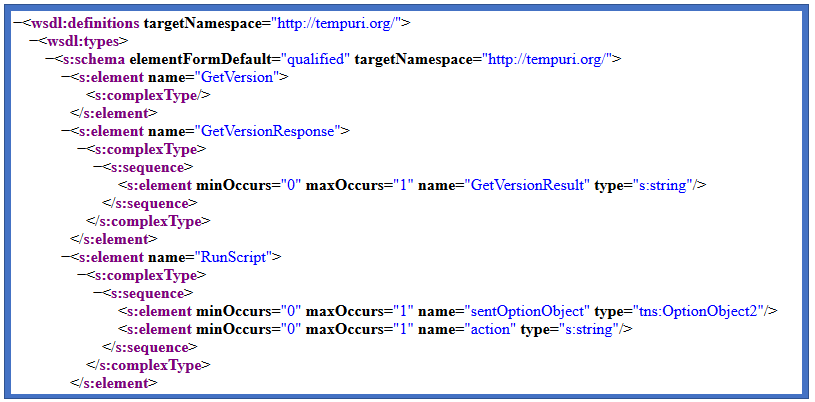 −<wsdl:definitions targetNamespace="http://tempuri.org/">
−<wsdl:types>
−<s:schema elementFormDefault="qualified" targetNamespace="http://tempuri.org/">
−<s:element name="GetVersion">
<s:complexType/>
</s:element>
−<s:element name="GetVersionResponse">
−<s:complexType>
−<s:sequence>
<s:element minOccurs="0" maxOccurs="1" name="GetVersionResult" type="s:string"/>
</s:sequence>
</s:complexType>
</s:element>
−<s:element name="RunScript">
−<s:complexType>
−<s:sequence>
<s:element minOccurs="0" maxOccurs="1" name="sentOptionObject" type="tns:OptionObject2"/>
<s:element minOccurs="0" maxOccurs="1" name="action" type="s:string"/>
</s:sequence>
</s:complexType>
</s:element>